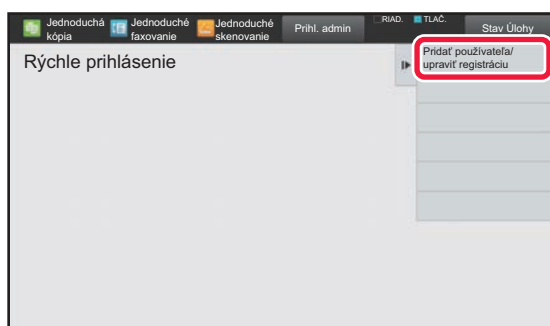 Jednoduchá
kópia
Jednoduché
faxovanie
Jednoduché
skenovanie
Prihl. admin
RIAD.
TLAČ.
Stav Úlohy
Rýchle prihlásenie
Pridať používateľa/
upraviť registráciu